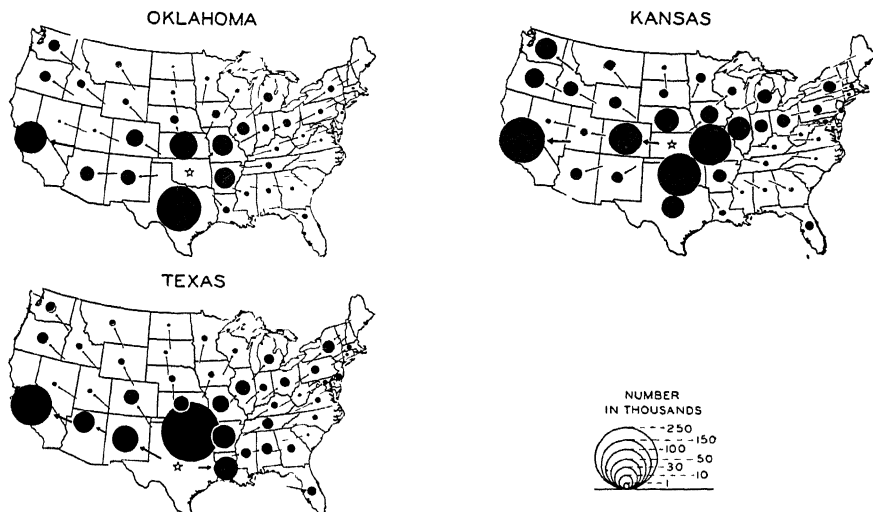 OKLAHOMA
KANSAS
TEXAS
NUMBER
IN THOUSANDS
250
150
100
50
30
10
1